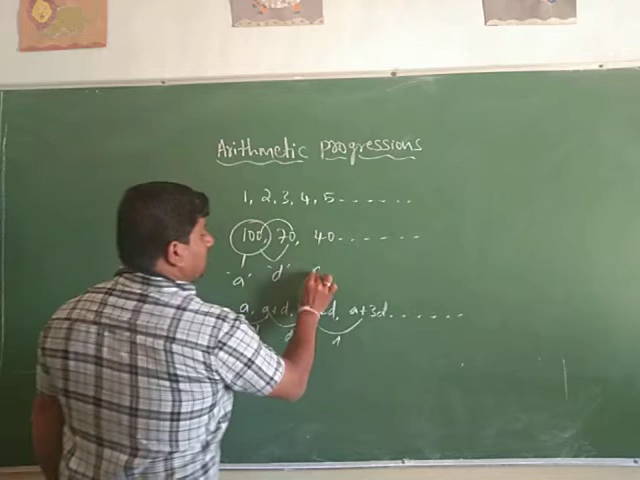 Arithmetic progressions
1, 2, 3, 4, 5......
100, 70, 40......
'a' 'd'
a, a+d, d, a+3d......
d d